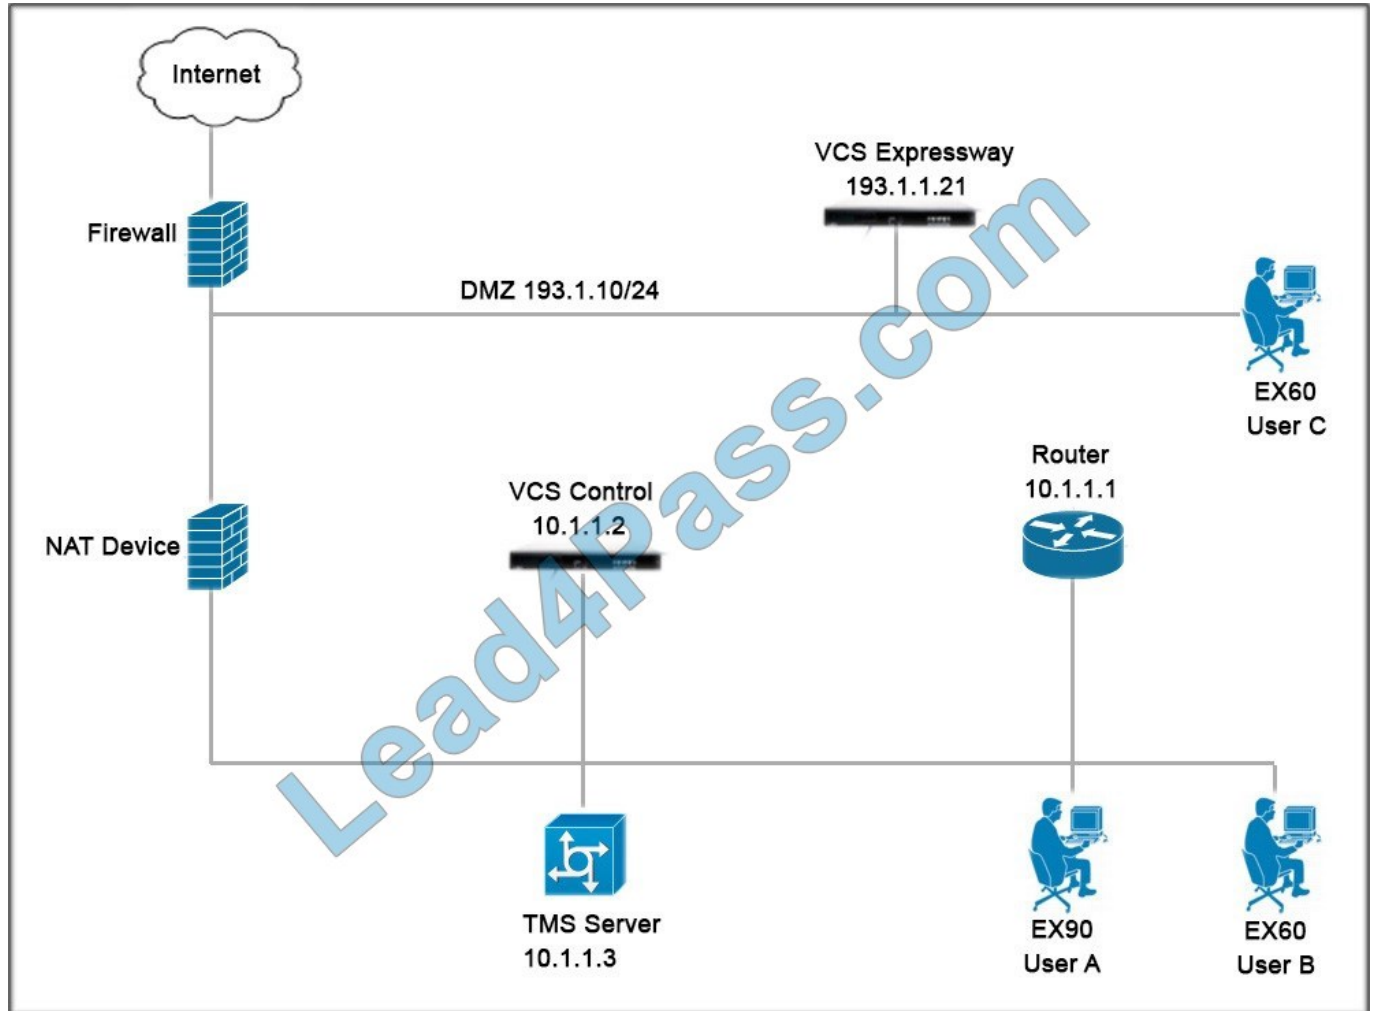 Internet
VCS Expressway
193.1.1.21
Firewall
DMZ 193.1.10/24
EX60
User C
Router
10.1.1.1
VCS Control
10.1.1.2
NAT Device
TMS Server
10.1.1.3
EX90
User A
EX60
User B
Lead4Pass.com